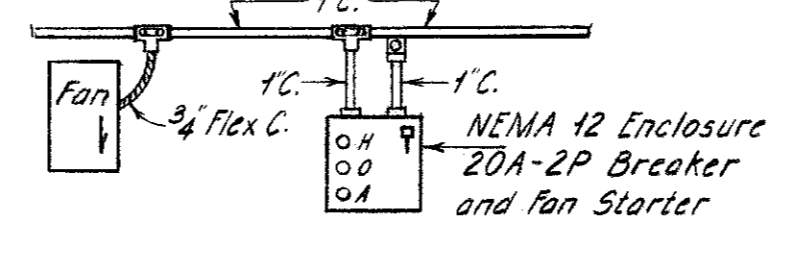 1"C.
Fan
1"C.
1"C.
3/4" Flex C.
H
O
A
NEMA 12 Enclosure
20A-2P Breaker
and Fan Starter